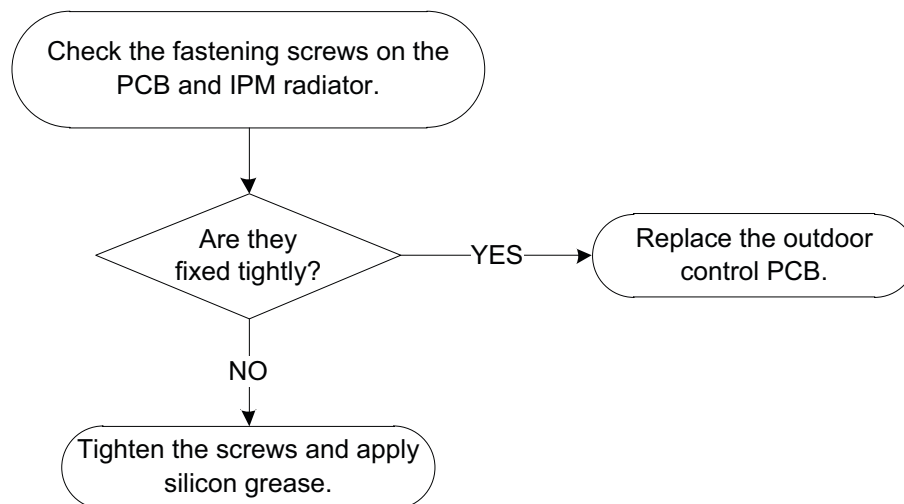 Check the fastening screws on the
PCB and IPM radiator.
Are they
fixed tightly?
YES
Replace the outdoor
control PCB.
NO
Tighten the screws and apply
silicon grease.